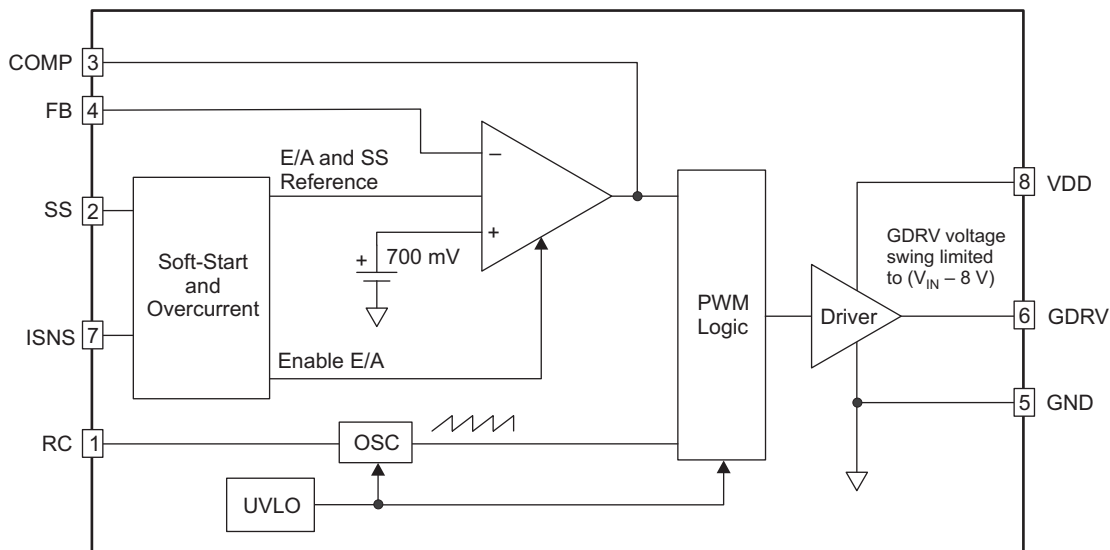 COMP 3
FB 4
E/A and SS
Reference
SS 2
−
+
+
700 mV
Soft-Start
and
Overcurrent
ISNS 7
Enable E/A
RC 1
OSC
UVLO
PWM
Logic
8 VDD
GDRV voltage
swing limited
to (VIN – 8 V)
Driver
6 GDRV
5 GND